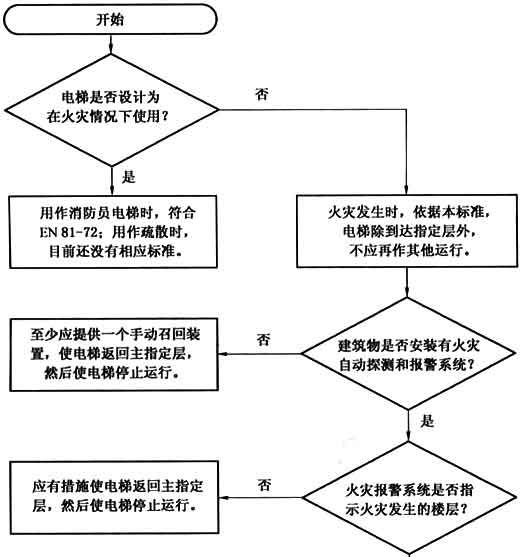 开始
电梯是否设计为
在火灾情况下使用？
否
是
用作消防员电梯时，符合
EN 81-72；用作疏散时，
目前还没有相应标准。
火灾发生时，依据本标准，
电梯除到达指定层外，
不应再作其他运行。
至少应提供一个手动召回装
置，使电梯返回主指定层，
然后使电梯停止运行。
否
建筑物是否安装有火灾
自动探测和报警系统？
是
应有措施使电梯返回主指定
层，然后使电梯停止运行。
否
火灾报警系统是否指
示火灾发生的楼层？